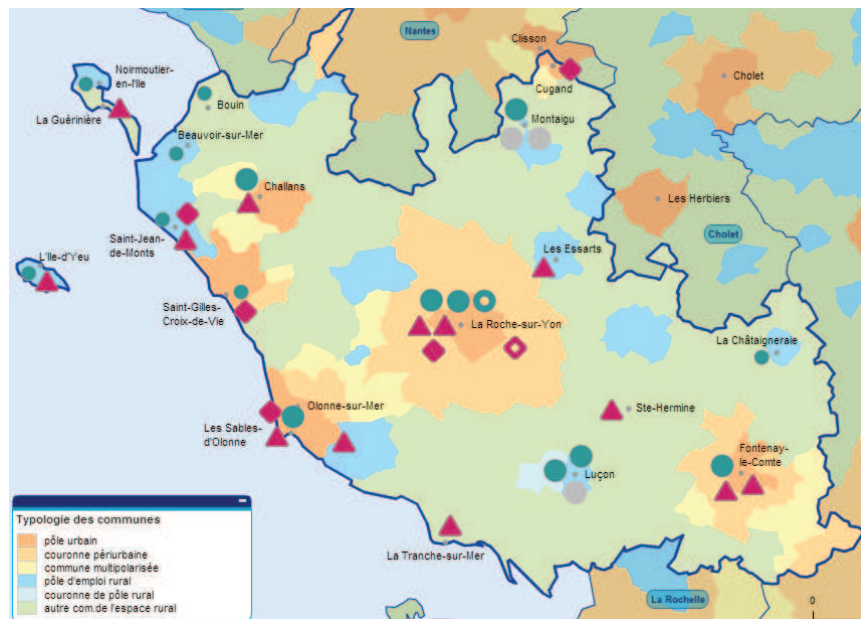 Nantes
Clisson
Cholet
Noirmoutier-
en-l'Ile
Cugand
Bouin
La Guérinière
Montaigu
Beauvoir-sur-Mer
Challans
Les Herbiers
Cholet
Saint-Jean-
de-Monts
Les Essarts
L'Ile-d'Yeu
Saint-Gilles-
Croix-de-Vie
La Roche-sur-Yon
La Châtaigneraie
Olonne-sur-Mer
Ste-Hermine
Les Sables-
d'Olonne
Fontenay-
le-Comte
Luçon
La Tranche-sur-Mer
La Rochelle
0
Typologie des communes
pôle urbain
couronne périurbaine
commune multipolarisée
pôle d'emploi rural
couronne de pôle rural
autre com.de l'espace rural